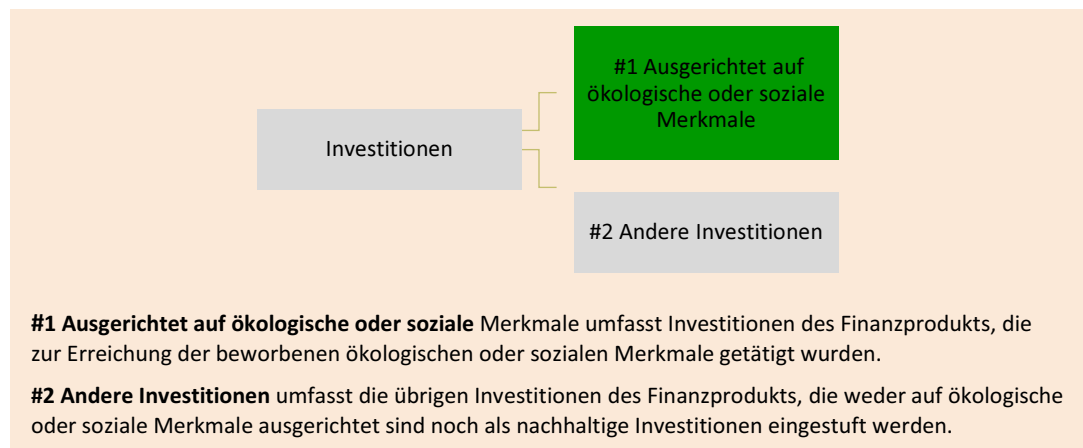 #1 Ausgerichtet auf
ökologische oder soziale
Merkmale
Investitionen
#2 Andere Investitionen
#1 Ausgerichtet auf ökologische oder soziale Merkmale umfasst Investitionen des Finanzprodukts, die
zur Erreichung der beworbenen ökologischen oder sozialen Merkmale getätigt wurden.
#2 Andere Investitionen umfasst die übrigen Investitionen des Finanzprodukts, die weder auf ökologische
oder soziale Merkmale ausgerichtet sind noch als nachhaltige Investitionen eingestuft werden.